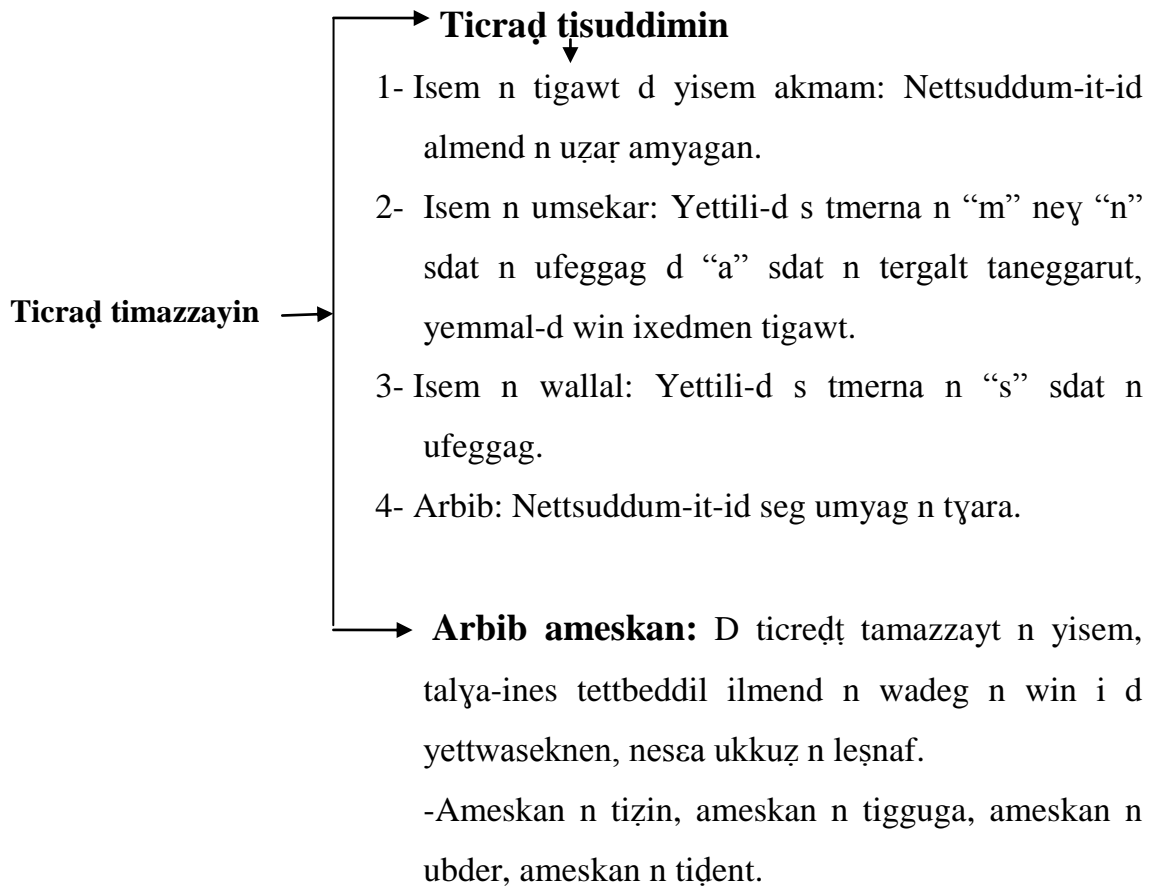 Ticraḍ tisuddimin
1- Isem n tigawt d yisem akmam: Nettsuddum-it-id
almend n uẓaṛ amyagan.
2- Isem n umsekar: Yettili-d s tmerna n “m” neɣ “n”
sdat n ufeggag d “a” sdat n tergalt taneggarut,
yemmal-d win ixedmen tigawt.
Ticraḍ timazzayin
3- Isem n wallal: Yettili-d s tmerna n “s” sdat n
ufeggag.
4- Arbib: Nettsuddum-it-id seg umyag n tɣara.
Arbib ameskan: D ticreḍṭ tamazzayt n yisem,
talɣa-ines tettbeddil ilmend n wadeg n win i d
yettwaseknen, nesɛa ukkuẓ n leṣnaf.
-Ameskan n tiẓin, ameskan n tigguga, ameskan n
ubder, ameskan n tiḍent.